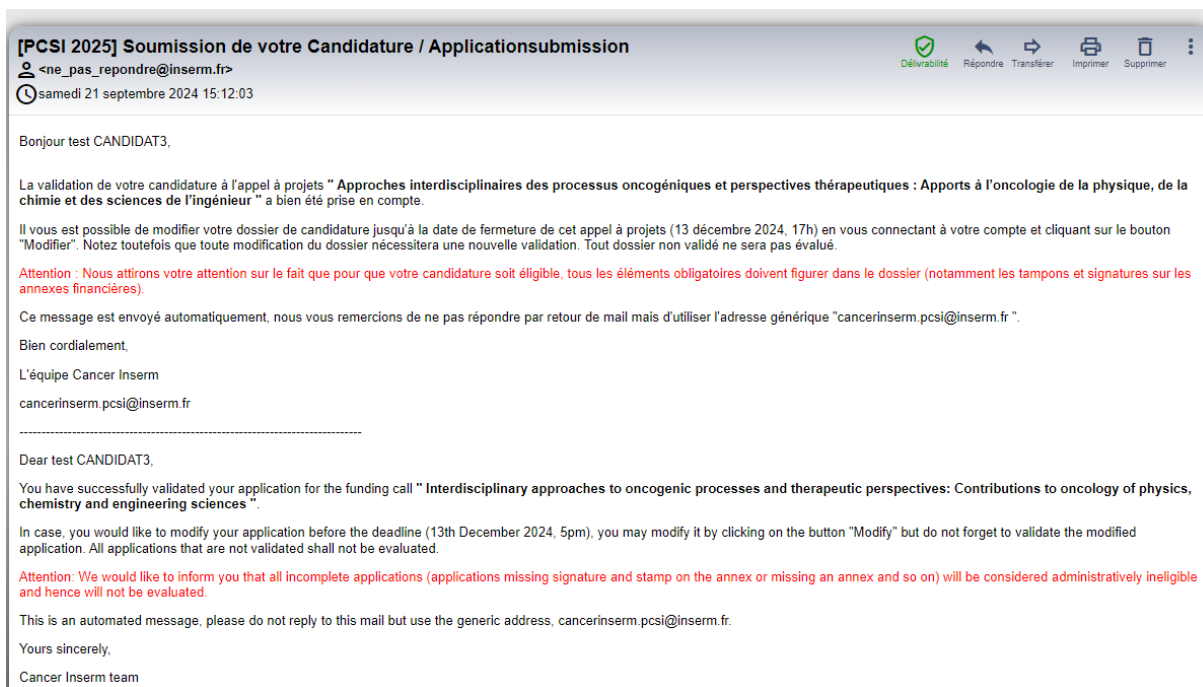 [PCSI 2025] Soumission de votre Candidature / Applicationsubmission
<ne_pas_repondre@inserm.fr>
samedi 21 septembre 2024 15:12:03
Délivrabilité Répondre Transférer Imprimer Supprimer
Bonjour test CANDIDAT3,
La validation de votre candidature à l'appel à projets " Approches interdisciplinaires des processus oncogéniques et perspectives thérapeutiques : Apports à l'oncologie de la physique, de la
chimie et des sciences de l'ingénieur " a bien été prise en compte.
Il vous est possible de modifier votre dossier de candidature jusqu'à la date de fermeture de cet appel à projets (13 décembre 2024, 17h) en vous connectant à votre compte et cliquant sur le bouton
"Modifier". Notez toutefois que toute modification du dossier nécessitera une nouvelle validation. Tout dossier non validé ne sera pas évalué.
Attention : Nous attirons votre attention sur le fait que pour que votre candidature soit éligible, tous les éléments obligatoires doivent figurer dans le dossier (notamment les tampons et signatures sur les
annexes financières).
Ce message est envoyé automatiquement, nous vous remercions de ne pas répondre par retour de mail mais d'utiliser l'adresse générique "cancerinserm.pcsi@inserm.fr ".
Bien cordialement,
L'équipe Cancer Inserm
cancerinserm.pcsi@inserm.fr
------------------------------------------------------------------------------
Dear test CANDIDAT3,
You have successfully validated your application for the funding call " Interdisciplinary approaches to oncogenic processes and therapeutic perspectives: Contributions to oncology of physics,
chemistry and engineering sciences ".
In case, you would like to modify your application before the deadline (13th December 2024, 5pm), you may modify it by clicking on the button "Modify" but do not forget to validate the modified
application. All applications that are not validated shall not be evaluated.
Attention: We would like to inform you that all incomplete applications (applications missing signature and stamp on the annex or missing an annex and so on) will be considered administratively ineligible
and hence will not be evaluated.
This is an automated message, please do not reply to this mail but use the generic address, cancerinserm.pcsi@inserm.fr.
Yours sincerely,
Cancer Inserm team